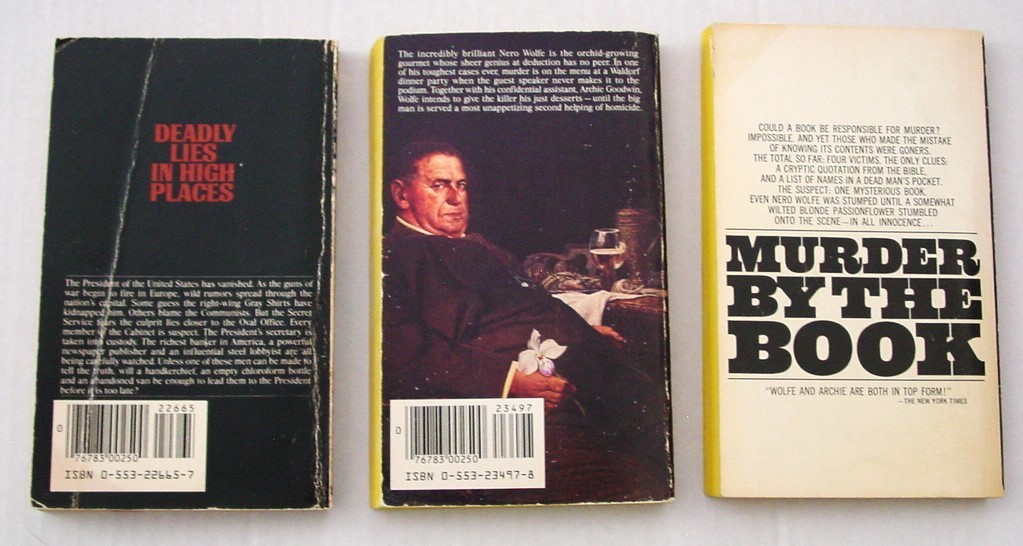 DEADLY
LIES
IN HIGH
PLACES
The President of the United States has vanished. As the guns of
war begin to fire in Europe, wild rumors spread through the
nation's capital. Some guess the right-wing Gray Shirts have
kidnapped him. Others blame the Communists. But the Secret
Service fears the culprit lies closer to the Oval Office. Every
member of the Cabinet is suspect. The President's secretary is
taken into custody. The richest banker in America, a powerful
newspaper publisher and an influential steel lobbyist are all
being carefully watched. Unless one of these men can be made to
tell the truth, will a handkerchief, an empty chloroform bottle
and an abandoned van be enough to lead them to the President
before it is too late?
22665
0
76783 00250
ISBN 0-553-22665-7
The incredibly brilliant Nero Wolfe is the orchid-growing
gourmet whose sheer genius at deduction has no peer. In one
of his toughest cases ever, murder is on the menu at a Waldorf
dinner party when the guest speaker never makes it to the
podium. Together with his confidential assistant, Archie Goodwin,
Wolfe intends to give the killer his just desserts—until the big
man is served a most unappetizing second helping of homicide.
23497
0
76783 00250
ISBN 0-553-23497-8
COULD A BOOK BE RESPONSIBLE FOR MURDER?
IMPOSSIBLE. AND YET THOSE WHO MADE THE MISTAKE
OF KNOWING ITS CONTENTS WERE GONERS.
THE TOTAL SO FAR: FOUR VICTIMS. THE ONLY CLUES:
A CRYPTIC QUOTATION FROM THE BIBLE,
AND A LIST OF NAMES IN A DEAD MAN'S POCKET.
THE SUSPECT: ONE MYSTERIOUS BOOK.
EVEN NERO WOLFE WAS STUMPED UNTIL A SOMEWHAT
WILTED BLONDE PASSIONFLOWER STUMBLED
ONTO THE SCENE—IN ALL INNOCENCE...
MURDER
BY THE
BOOK
"WOLFE AND ARCHIE ARE BOTH IN TOP FORM!"
—THE NEW YORK TIMES